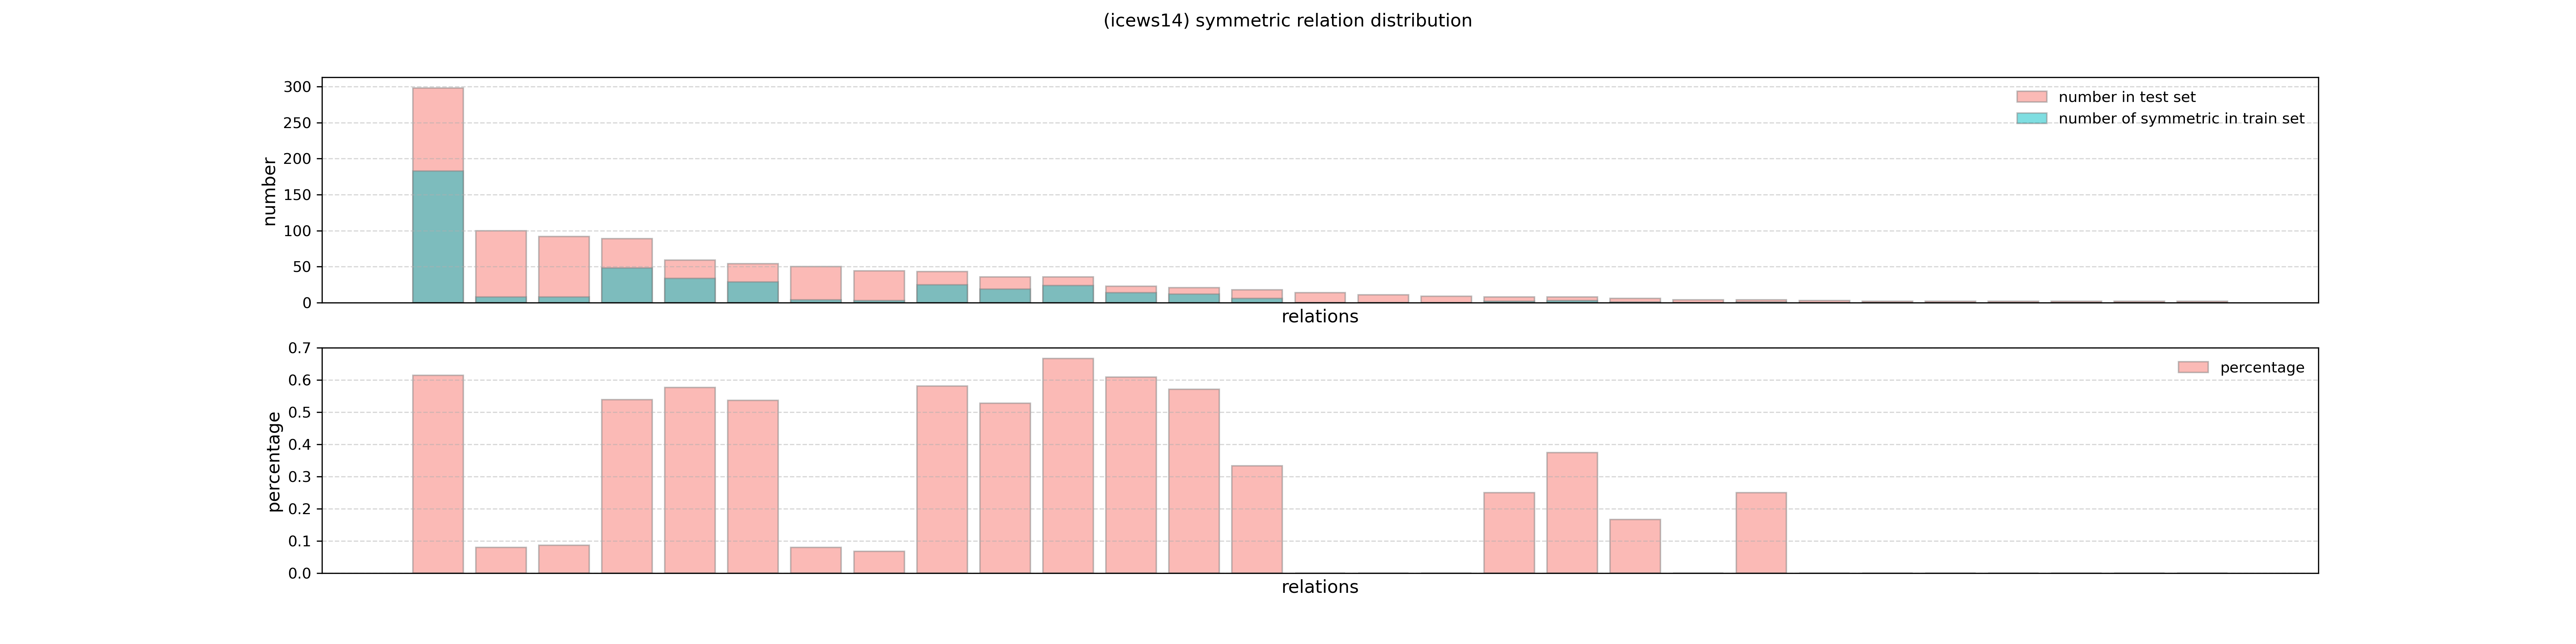 (icews14) symmetric relation distribution
300
250
200
150
100
50
0
number
number in test set
number of symmetric in train set
relations
0.7
0.6
0.5
0.4
0.3
0.2
0.1
0.0
percentage
percentage
relations